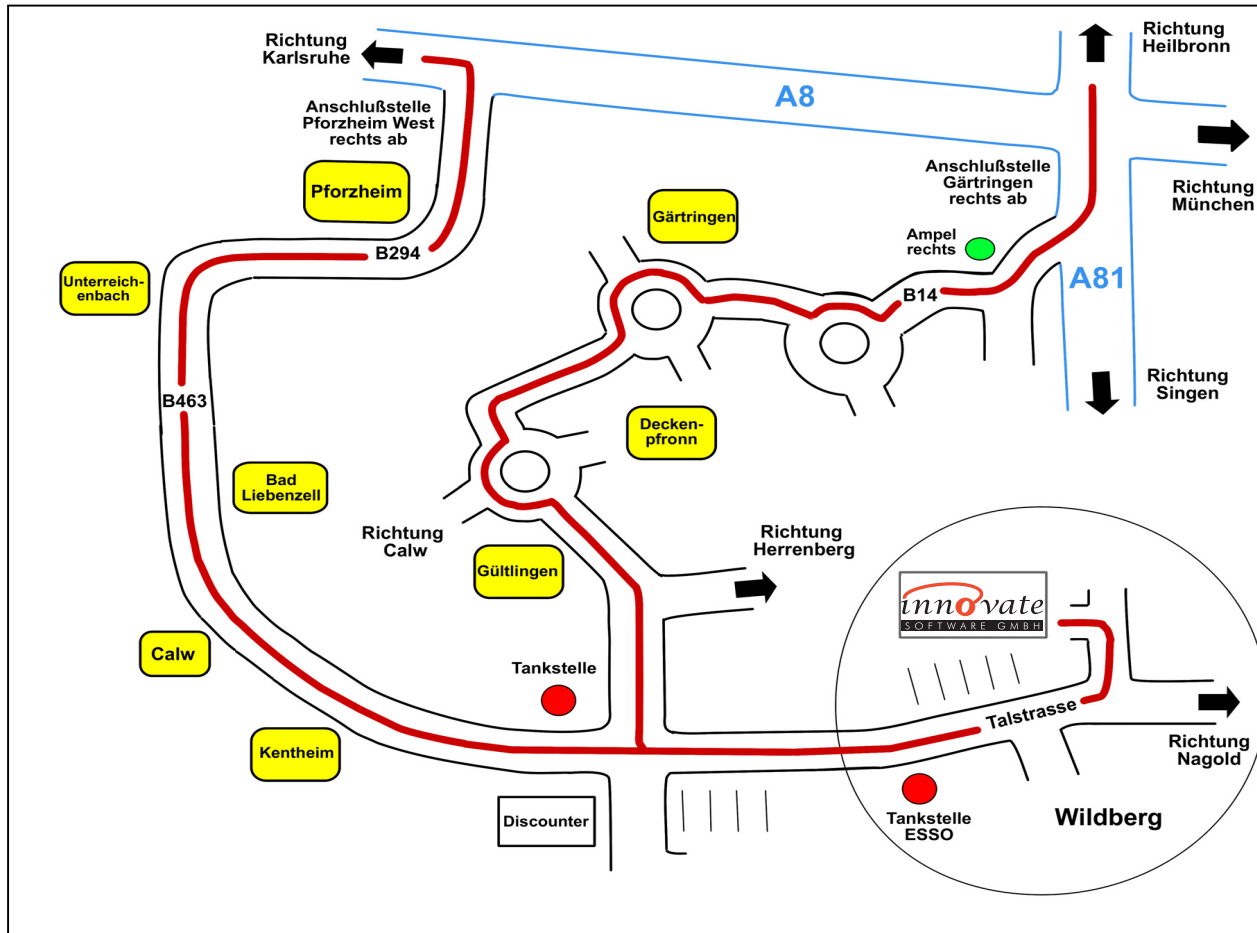 Richtung
Karlsruhe
Richtung
Heilbronn
A8
Anschlußstelle
Pforzheim West
rechts ab
Pforzheim
Anschlußstelle
Gärtringen
rechts ab
Richtung
München
Gärtringen
Ampel
rechts
B294
Unterreich-
enbach
A81
B14
B463
Richtung
Singen
Decken-
pfronn
Bad
Liebenzell
Richtung
Calw
Richtung
Herrenberg
Gültlingen
innovate
SOFTWARE GMBH
Calw
Tankstelle
Talstrasse
Kentheim
Richtung
Nagold
Discounter
Tankstelle
ESSO
Wildberg